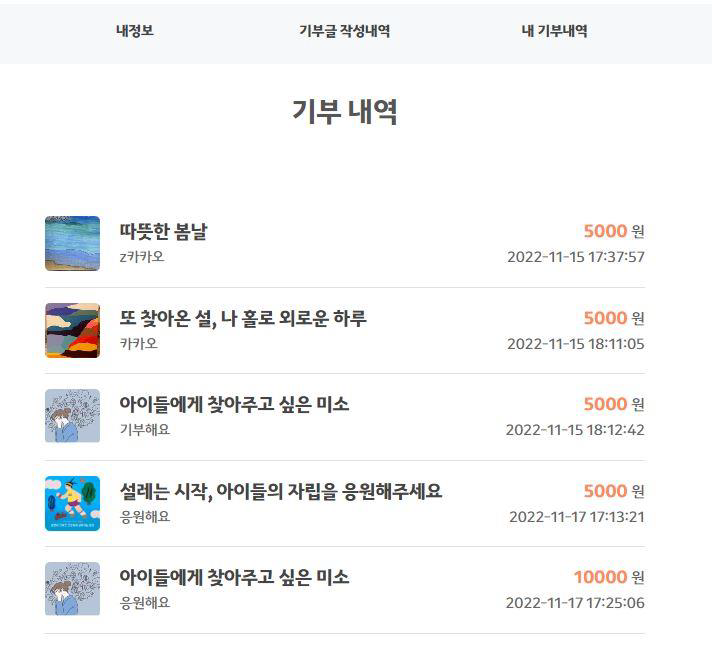 내정보 기부글 작성내역 내 기부내역
기부 내역
따뜻한 봄날 5000 원
z카카오 2022-11-15 17:37:57
또 찾아온 설, 나 홀로 외로운 하루 5000 원
카카오 2022-11-15 18:11:05
아이들에게 찾아주고 싶은 미소 5000 원
기부해요 2022-11-15 18:12:42
설레는 시작, 아이들의 자립을 응원해주세요 5000 원
응원해요 2022-11-17 17:13:21
아이들에게 찾아주고 싶은 미소 10000 원
응원해요 2022-11-17 17:25:06